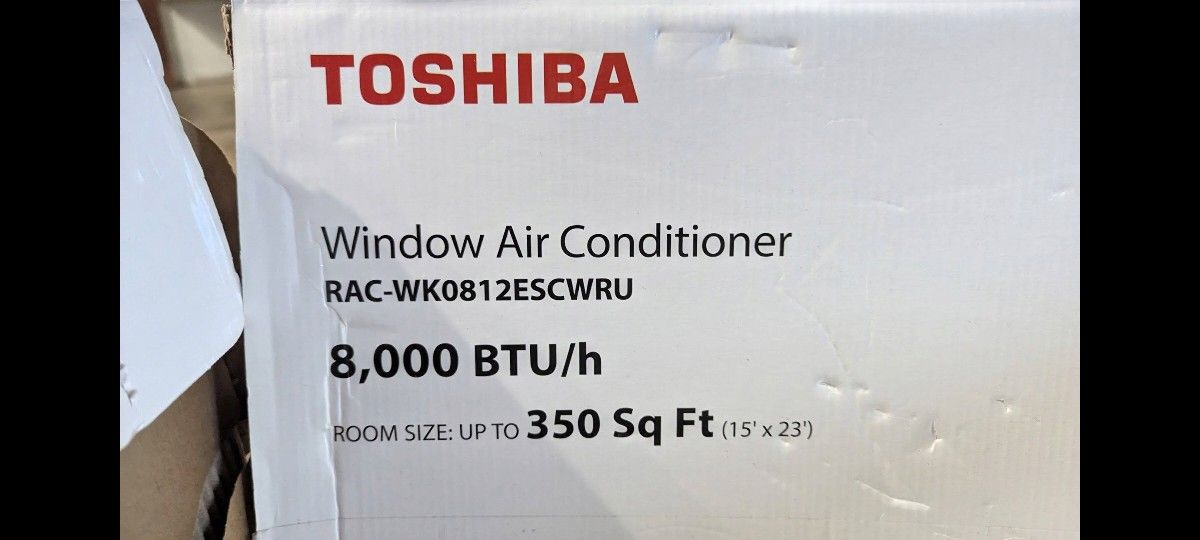 TOSHIBA
Window Air Conditioner
RAC-WK0812ESCWRU
8,000 BTU/h
ROOM SIZE: UP TO 350 Sq Ft (15' x 23')